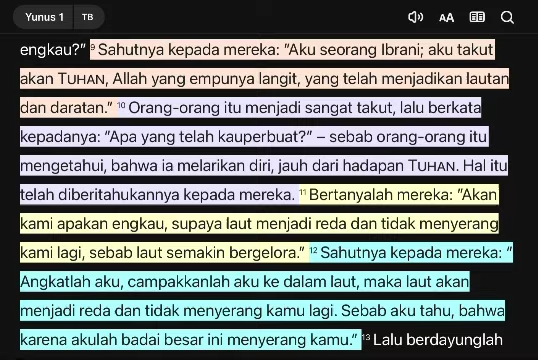 Yunus 1 TB AA
engkau?” 9 Sahutnya kepada mereka: “Aku seorang Ibrani; aku takut
akan TUHAN, Allah yang empunya langit, yang telah menjadikan lautan
dan daratan.” 10 Orang-orang itu menjadi sangat takut, lalu berkata
kepadanya: “Apa yang telah kauperbuat?” – sebab orang-orang itu
mengetahui, bahwa ia melarikan diri, jauh dari hadapan TUHAN. Hal itu
telah diberitahukannya kepada mereka. 11 Bertanyalah mereka: “Akan
kami apakan engkau, supaya laut menjadi reda dan tidak menyerang
kami lagi, sebab laut semakin bergelora.” 12 Sahutnya kepada mereka: “
Angkatlah aku, campakkanlah aku ke dalam laut, maka laut akan
menjadi reda dan tidak menyerang kamu lagi. Sebab aku tahu, bahwa
karena akulah badai besar ini menyerang kamu.” 13 Lalu berdayunglah